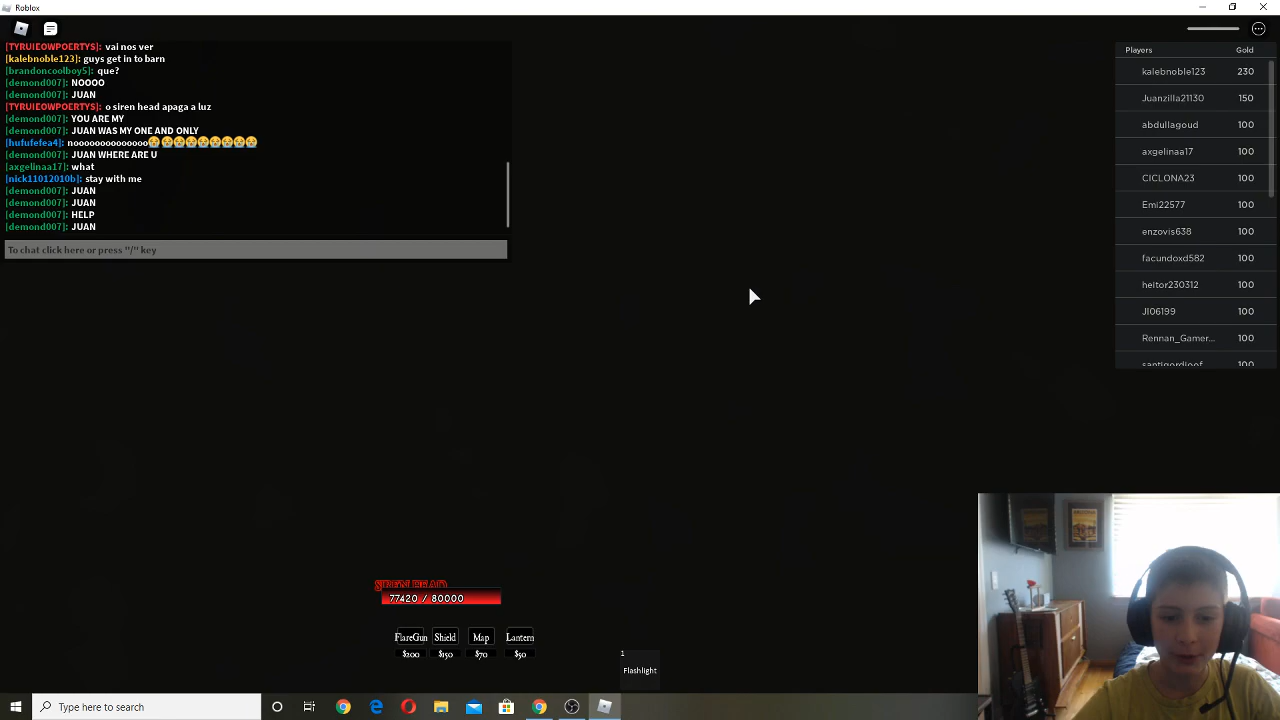 Roblox
[TYRUIEOWPOERTYS]: vai nos ver
[kalebnoble123]: guys get in to barn
[brandoncoolboy5]: que?
[demond007]: NOOOO
[demond007]: JUAN
[TYRUIEOWPOERTYS]: o siren head apaga a luz
[demond007]: YOU ARE MY
[demond007]: JUAN WAS MY ONE AND ONLY
[hufufefea4]: nooooooooooooooo😭😭😭😭😭😭😭😭😭
[demond007]: JUAN WHERE ARE U
[axgelinaa17]: what
[nick11012010b]: stay with me
[demond007]: JUAN
[demond007]: JUAN
[demond007]: HELP
[demond007]: JUAN
To chat click here or press "/" key
Players Gold
kalebnoble123 230
Juanzilla21130 150
abdullagoud 100
axgelinaa17 100
CICLONA23 100
Emi22577 100
enzovis638 100
facundoxd582 100
heitor230312 100
JI06199 100
Rennan_Gamer... 100
SIREN HEAD
77420 / 80000
FlareGun Shield Map Lantern
$200 $150 $70 $50
1
Flashlight
Type here to search